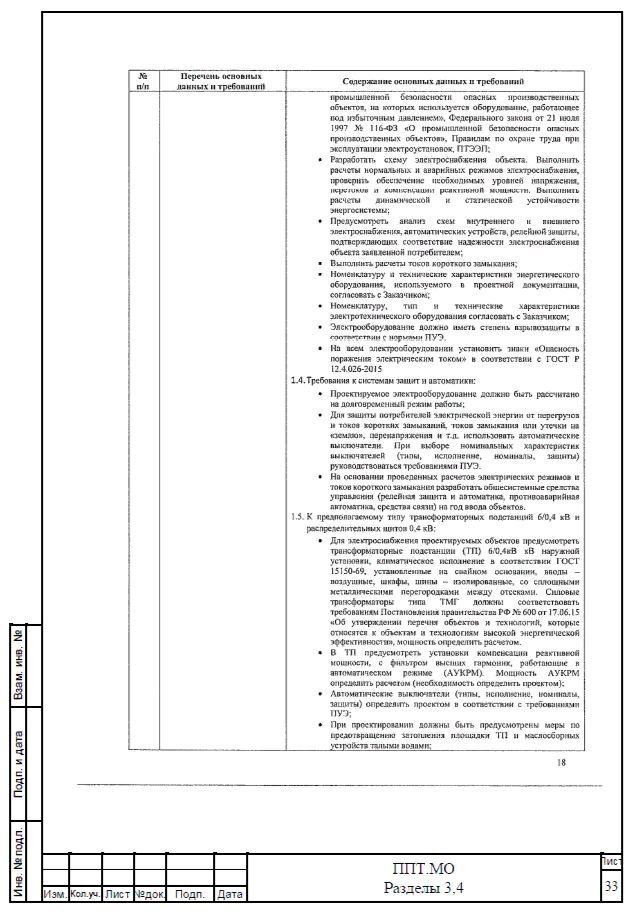 № Перечень основных Содержание основных данных и требований
п/п данных и требований
промышленной безопасности опасных производственных
объектов, на которых используется оборудование, работающее
под избыточным давлением», Федерального закона от 21 июля
1997 № 116-ФЗ «О промышленной безопасности опасных
производственных объектов», Правилам по охране труда при
эксплуатации электроустановок, ПТЭЭП;
• Разработать схему электроснабжения объекта. Выполнить
расчеты нормальных и аварийных режимов электроснабжения,
проверить обеспечение необходимых уровней напряжения,
перетоков и компенсации реактивной мощности. Выполнить
расчеты динамической и статической устойчивости
энергосистемы;
• Предусмотреть анализ схем внутреннего и внешнего
электроснабжения, автоматических устройств, релейной защиты,
подтверждающих соответствие надежности электроснабжения
объекта заявленной потребителем;
• Выполнить расчеты токов короткого замыкания;
• Номенклатуру и технические характеристики энергетического
оборудования, используемого в проектной документации,
согласовать с Заказчиком;
• Номенклатуру, тип и технические характеристики
электротехнического оборудования согласовать с Заказчиком;
• Электрооборудование должно иметь степень взрывозащиты в
соответствии с нормами ПУЭ.
• На всем электрооборудовании установить знаки «Опасность
поражения электрическим током» в соответствии с ГОСТ Р
12.4.026-2015
1.4. Требования к системам защит и автоматики:
• Проектируемое электрооборудование должно быть рассчитано
на долговременный режим работы;
• Для защиты потребителей электрической энергии от перегрузов
и токов коротких замыканий, токов замыкания или утечки на
«землю», перенапряжения и т.д. использовать автоматические
выключатели. При выборе номинальных характеристик
выключателей (типы, исполнение, номиналы, защиты)
руководствоваться требованиями ПУЭ.
• На основании проведенных расчетов электрических режимов и
токов короткого замыкания разработать общесистемные средства
управления (релейная защита и автоматика, противоаварийная
автоматика, средства связи) на год ввода объектов.
1.5. К предполагаемому типу трансформаторных подстанций 6/0,4 кВ и
распределительных щитов 0,4 кВ:
• Для электроснабжения проектируемых объектов предусмотреть
трансформаторные подстанции (ТП) 6/0,4кВ кВ наружной
установки, климатическое исполнение в соответствии ГОСТ
15150-69, установленные на свайном основании, вводы –
воздушные, шкафы, шины – изолированные, со сплошными
металлическими перегородками между отсеками. Силовые
трансформаторы типа ТМГ должны соответствовать
требованиям Постановления правительства РФ № 600 от 17.06.15
«Об утверждении перечня объектов и технологий, которые
относятся к объектам и технологиям высокой энергетической
эффективности», мощность определить расчетом.
• В ТП предусмотреть установки компенсации реактивной
мощности, с фильтром высших гармоник, работающие в
автоматическом режиме (АУКРМ). Мощность АУКРМ
определить расчетом (необходимость определить проектом);
• Автоматические выключатели (типы, исполнение, номиналы,
защиты) определить проектом в соответствии с требованиями
ПУЭ;
• При проектировании должны быть предусмотрены меры по
предотвращению затопления площадки ТП и маслосборных
устройств талыми водами;
18
Взам. инв. №
Подп. и дата
Инв. № подл.
Изм. Кол.уч. Лист №док. Подп. Дата
ППТ.МО
Разделы 3,4
Лист
33